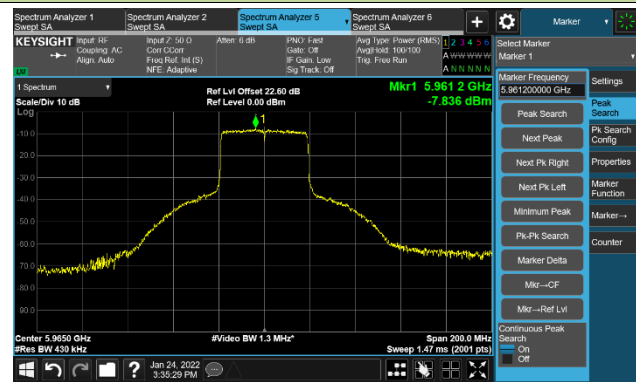 Spectrum Analyzer 1
Swept SA
Spectrum Analyzer 2
Swept SA
Spectrum Analyzer 5
Swept SA
Spectrum Analyzer 6
Swept SA
+
Marker
KEYSIGHT
Input: RF
Coupling: AC
Align: Auto
Input Z: 50 Ω
Corr CCorr
Freq Ref: Int (S)
NFE: Adaptive
Atten: 6 dB
PNO: Fast
Gate: Off
IF Gain: Low
Sig Track: Off
Avg Type: Power (RMS)
Avg|Hold: 100/100
Trig: Free Run
1 2 3 4 5 6
A W W W W W
A N N N N N
Select Marker
Marker 1
1 Spectrum
Scale/Div 10 dB
Log
Ref Lvl Offset 22.60 dB
Ref Level 0.00 dBm
Mkr1 5.961 2 GHz
-7.836 dBm
1
-10.0
-20.0
-30.0
-40.0
-50.0
-60.0
-70.0
-80.0
-90.0
Center 5.9650 GHz
#Res BW 430 kHz
#Video BW 1.3 MHz*
Span 200.0 MHz
Sweep 1.47 ms (2001 pts)
Marker Frequency
5.961200000 GHz
Peak Search
Next Peak
Next Pk Right
Next Pk Left
Minimum Peak
Pk-Pk Search
Marker Delta
Mkr→CF
Mkr→Ref Lvl
Continuous Peak
Search
On
Off
Settings
Peak
Search
Pk Search
Config
Properties
Marker
Function
Marker→
Counter
?
Jan 24, 2022
3:35:29 PM